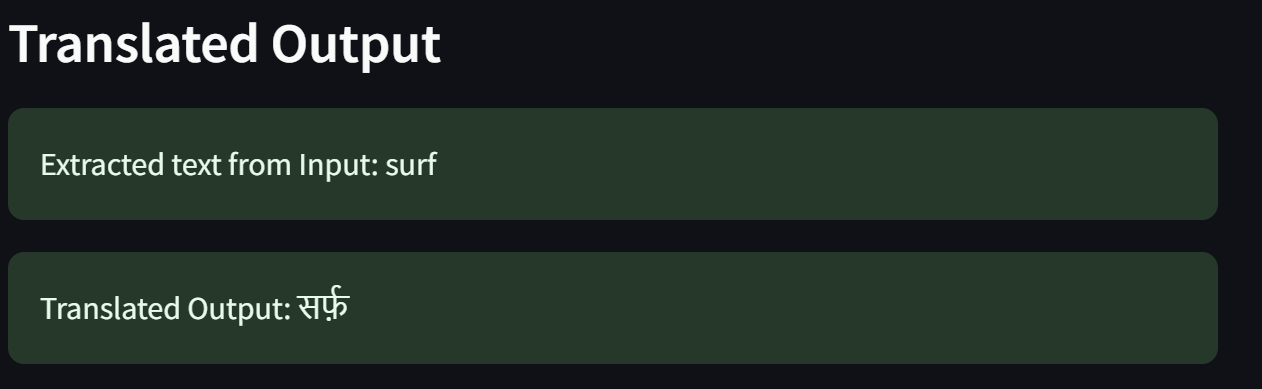 Translated Output
Extracted text from Input: surf
Translated Output: सर्फ़